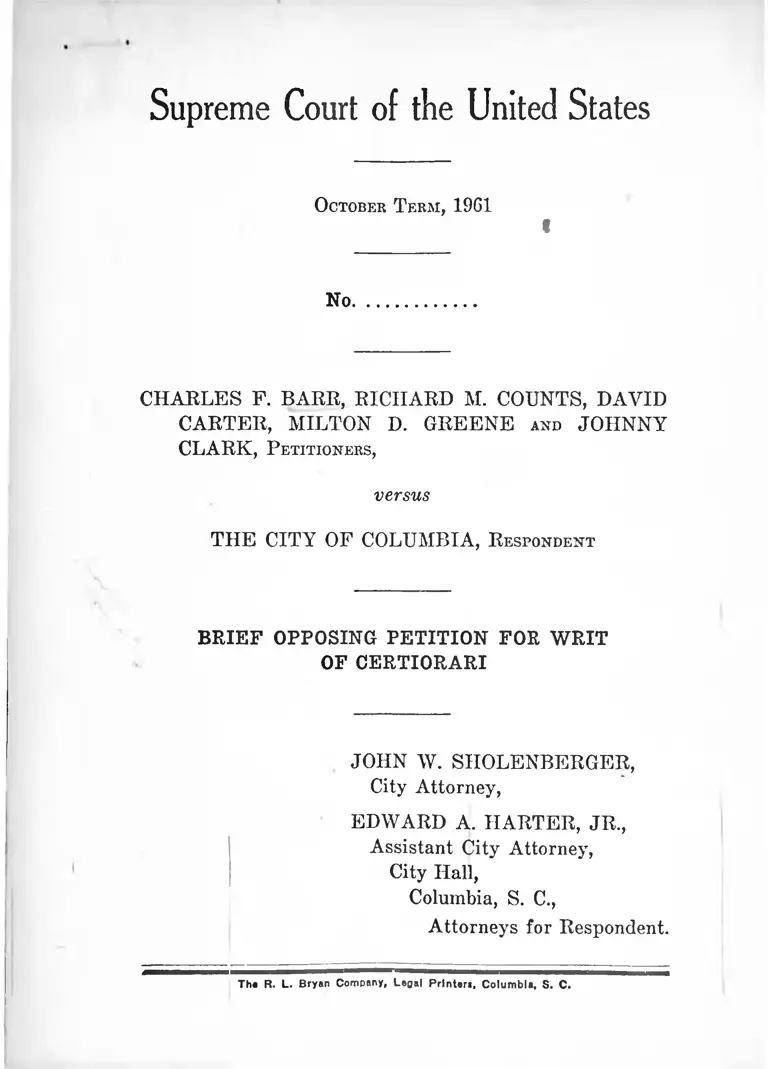 Supreme Court of the United States
October Term, 1961
No. ............
CHARLES F. BARR, RICHARD M. COUNTS, DAVID
CARTER, MILTON D. GREENE AND JOHNNY
CLARK, Petitioners,
versus
THE CITY OF COLUMBIA, Respondent
BRIEF OPPOSING PETITION FOR WRIT
OF CERTIORARI
JOHN W. SHOLENBERGER,
City Attorney,
EDWARD A. HARTER, JR.,
Assistant City Attorney,
City Hall,
Columbia, S. C.,
Attorneys for Respondent.
The R. L. Bryan Company, Legal Printers, Columbia, S. C.